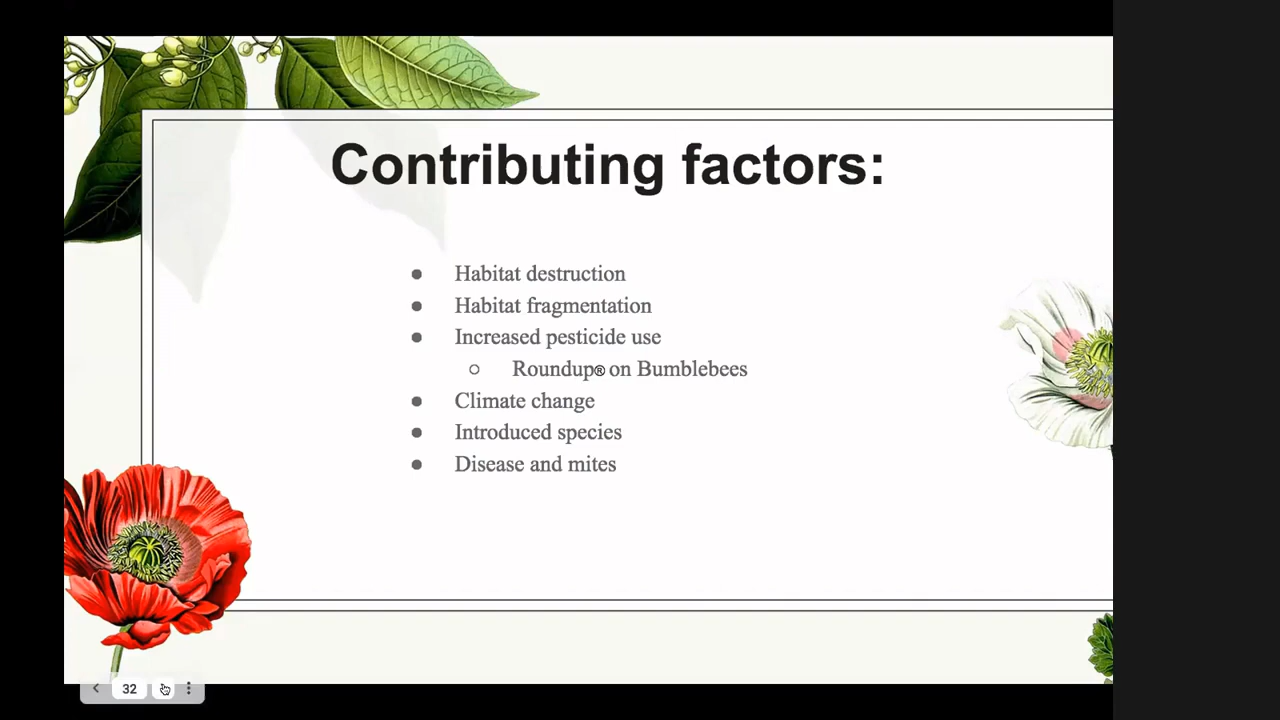 Contributing factors:
● Habitat destruction
● Habitat fragmentation
● Increased pesticide use
○ Roundup® on Bumblebees
● Climate change
● Introduced species
● Disease and mites
32